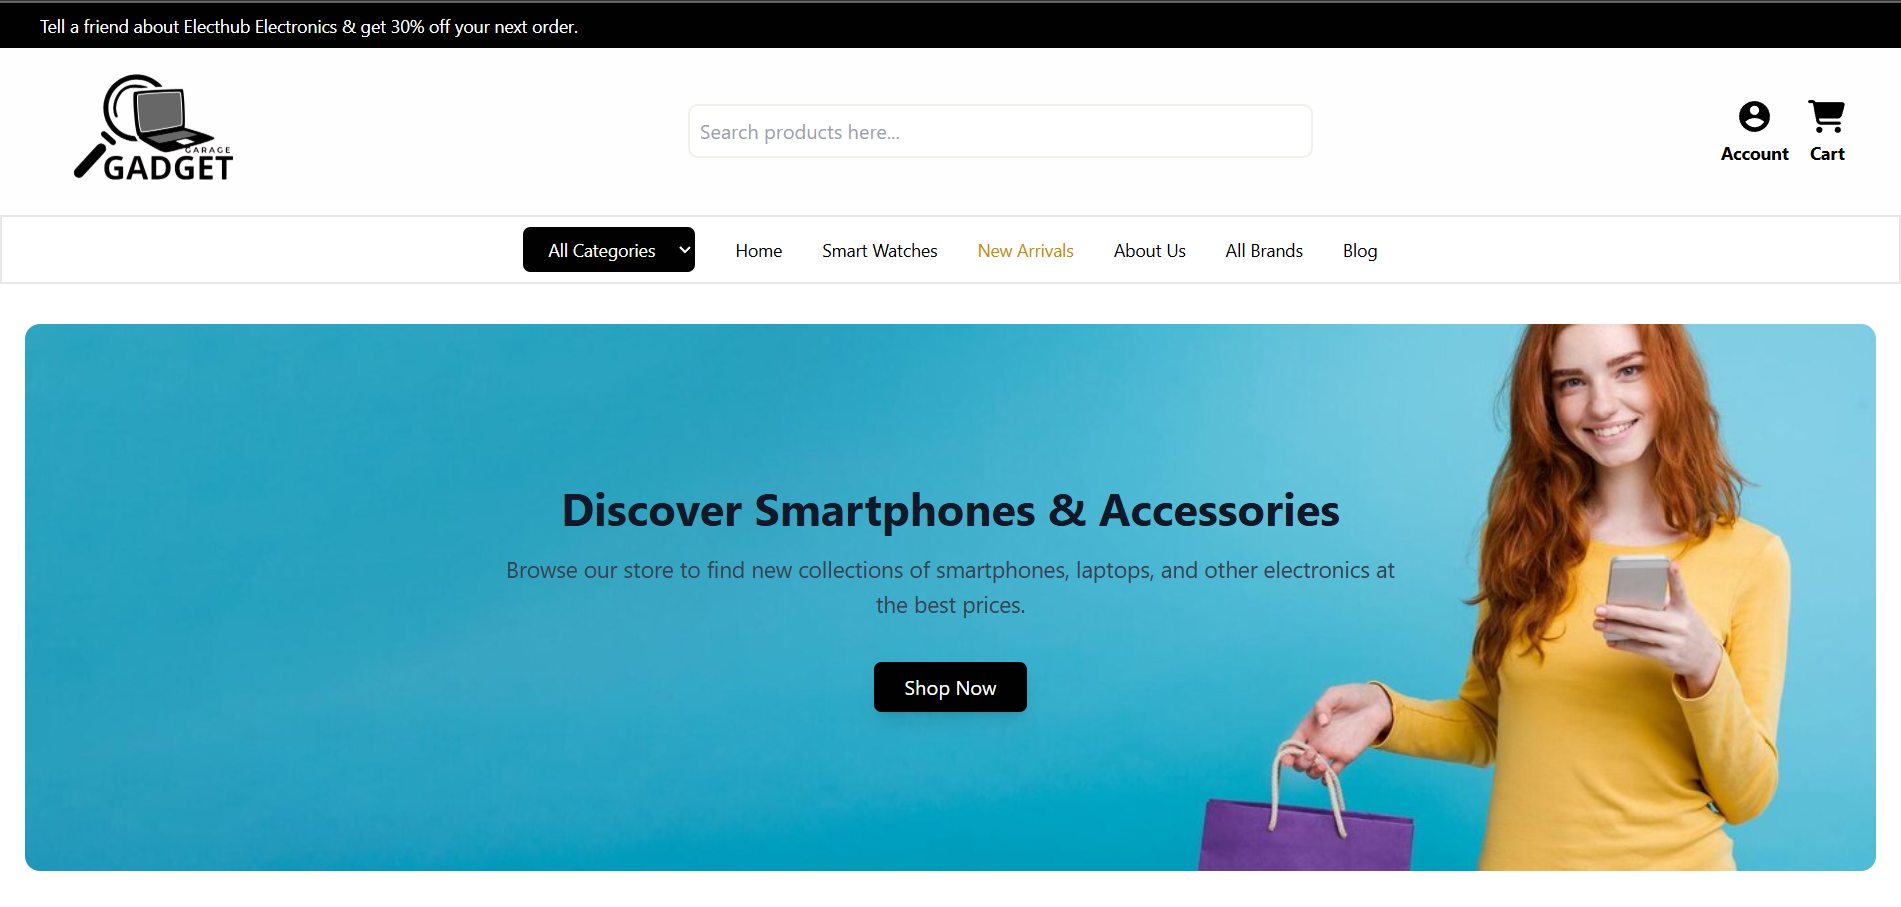 Tell a friend about Electhub Electronics & get 30% off your next order.
GARAGE
GADGET
Search products here...
Account Cart
All Categories Home Smart Watches New Arrivals About Us All Brands Blog
Discover Smartphones & Accessories
Browse our store to find new collections of smartphones, laptops, and other electronics at
the best prices.
Shop Now